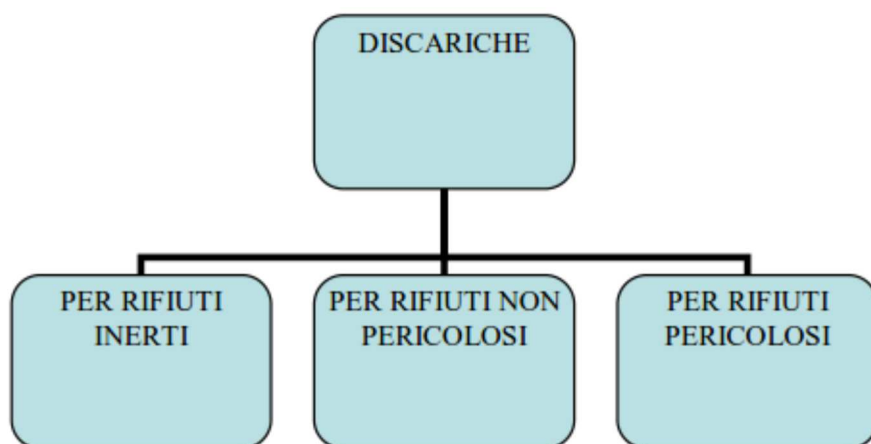 DISCARICHE
PER RIFIUTI
INERTI
PER RIFIUTI NON
PERICOLOSI
PER RIFIUTI
PERICOLOSI